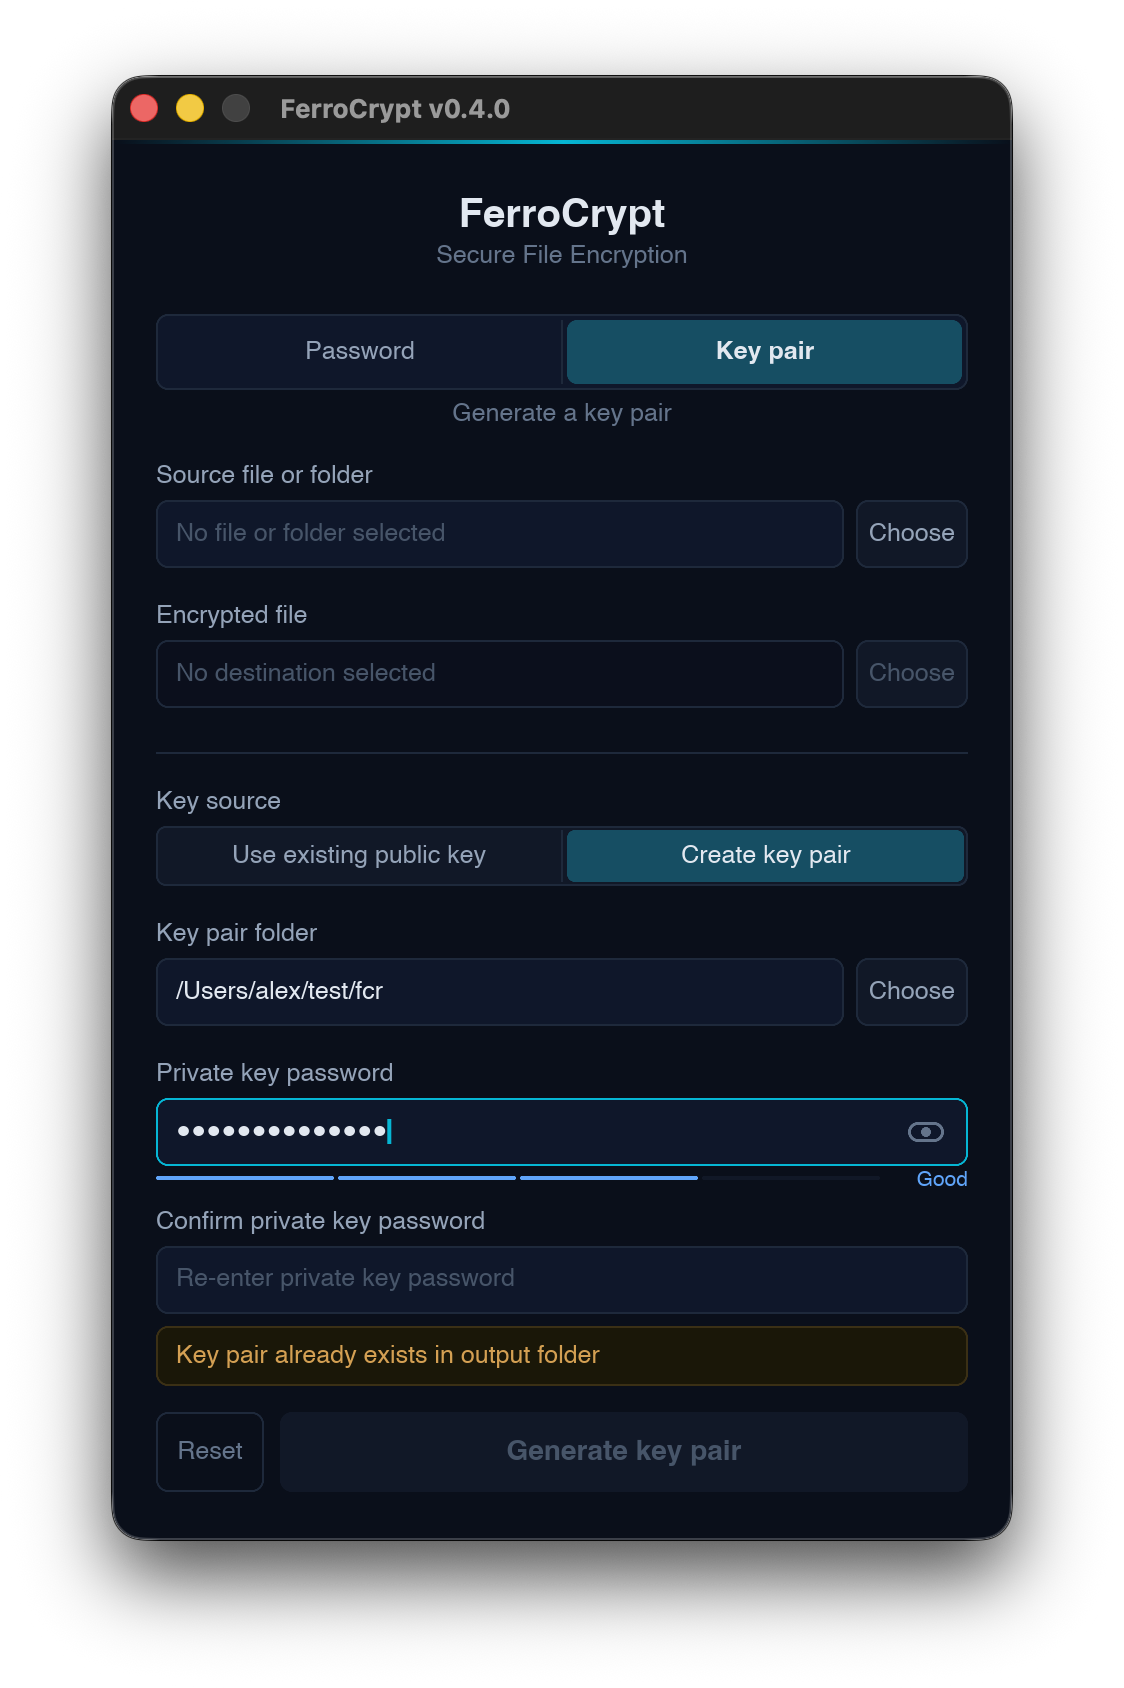 FerroCrypt v0.4.0
FerroCrypt
Secure File Encryption
Password
Key pair
Generate a key pair
Source file or folder
No file or folder selected
Choose
Encrypted file
No destination selected
Choose
Key source
Use existing public key
Create key pair
Key pair folder
/Users/alex/test/fcr
Choose
Private key password
●●●●●●●●●●●●●●
Good
Confirm private key password
Re-enter private key password
Key pair already exists in output folder
Reset
Generate key pair